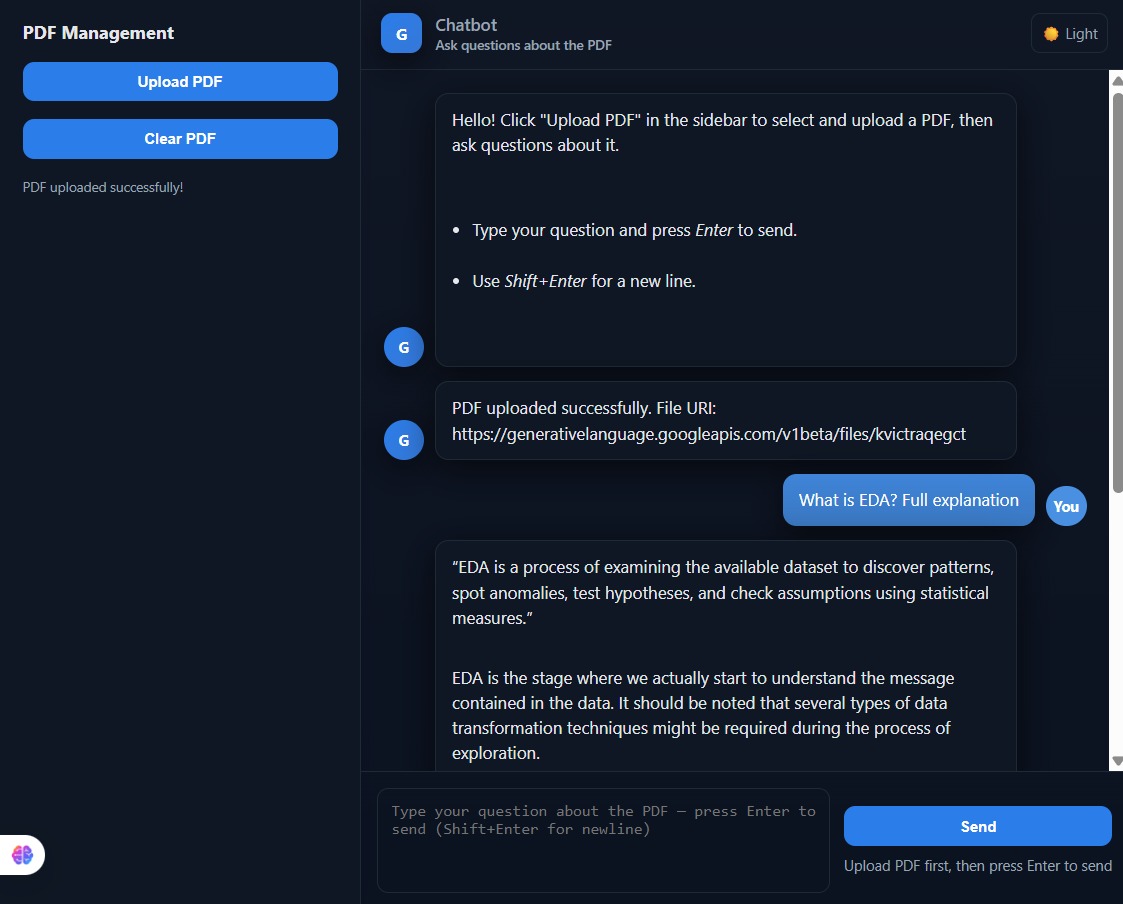 PDF Management
Upload PDF
Clear PDF
PDF uploaded successfully!
G
Chatbot
Ask questions about the PDF
Light
Hello! Click "Upload PDF" in the sidebar to select and upload a PDF, then
ask questions about it.
• Type your question and press Enter to send.
• Use Shift+Enter for a new line.
G
PDF uploaded successfully. File URI:
https://generativelanguage.googleapis.com/v1beta/files/kvictraqegct
G
What is EDA? Full explanation
You
“EDA is a process of examining the available dataset to discover patterns,
spot anomalies, test hypotheses, and check assumptions using statistical
measures.”
EDA is the stage where we actually start to understand the message
contained in the data. It should be noted that several types of data
transformation techniques might be required during the process of
exploration.
Type your question about the PDF — press Enter to
send (Shift+Enter for newline)
Send
Upload PDF first, then press Enter to send